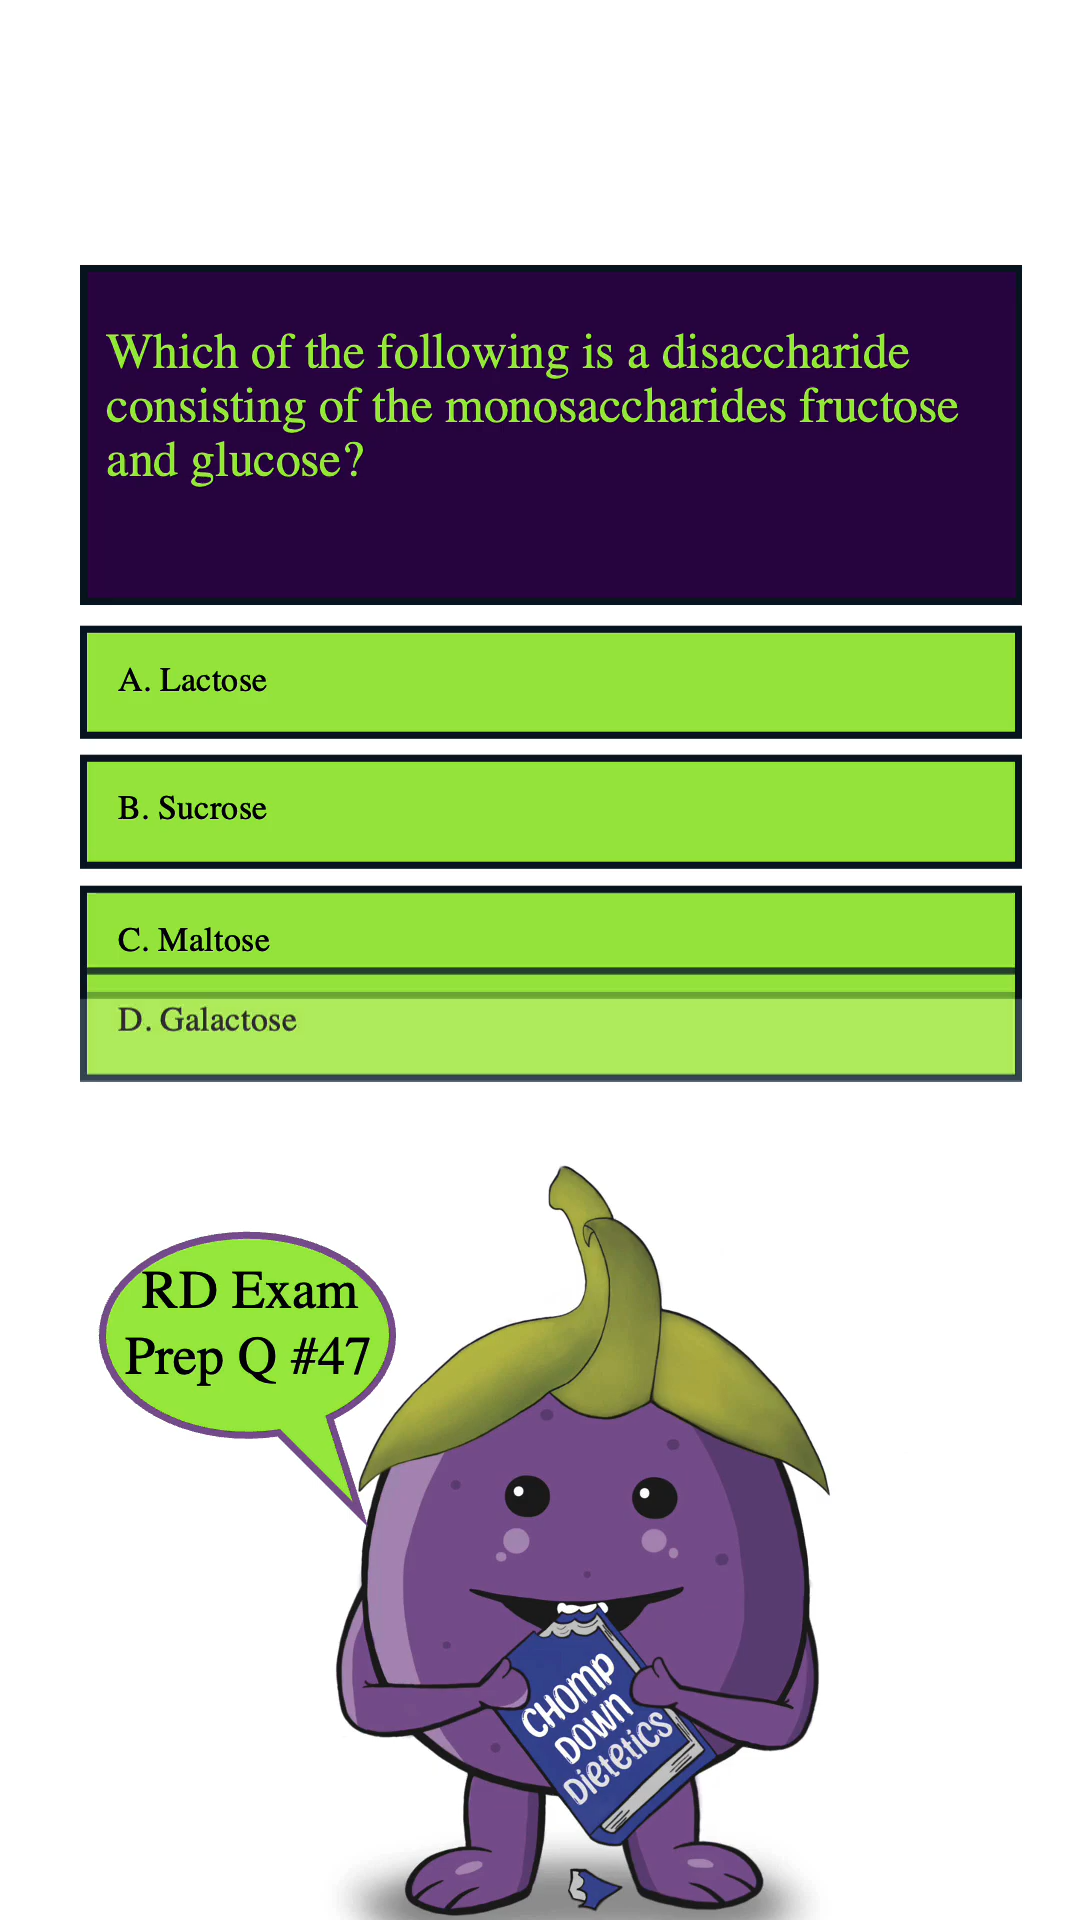 Which of the following is a disaccharide
consisting of the monosaccharides fructose
and glucose?
A. Lactose
B. Sucrose
C. Maltose
D. Galactose
RD Exam
Prep Q #47
CHOMP
DOWN
Dietetics